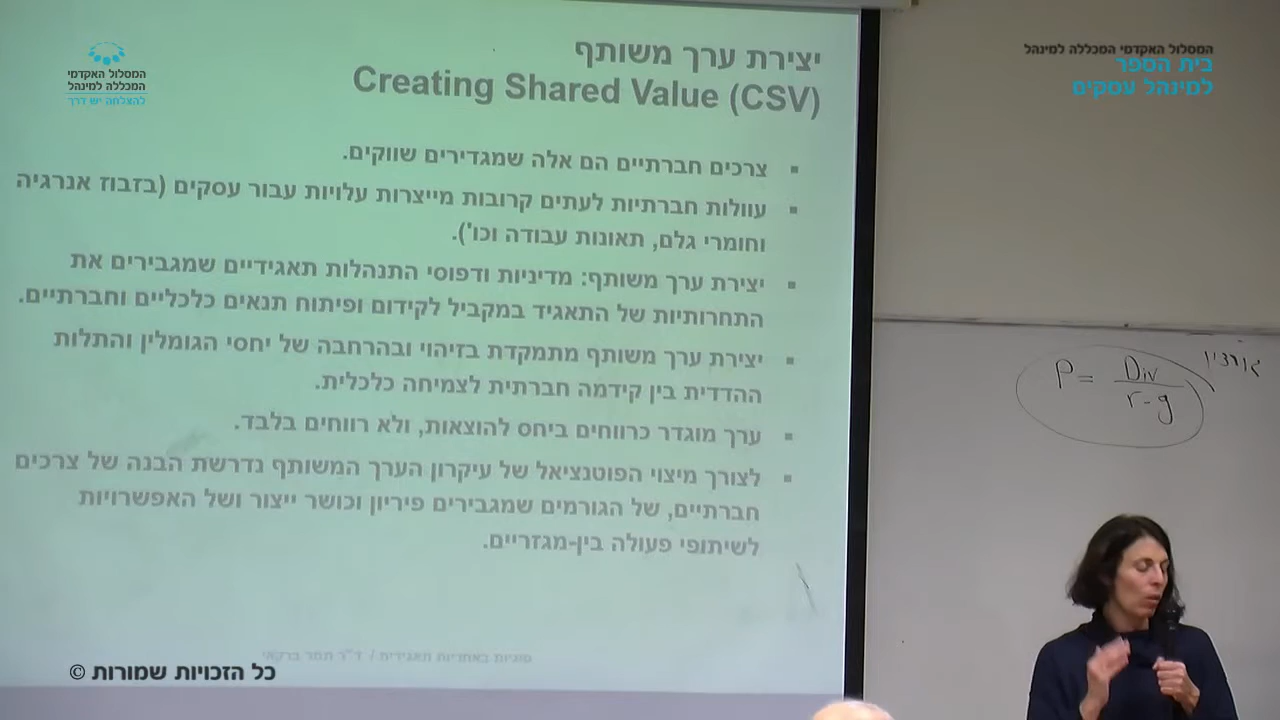 יצירת ערך משותף
Creating Shared Value (CSV)
▪ צרכים חברתיים הם אלה שמגדירים שווקים.
▪ עוולות חברתיות לעתים קרובות מייצרות עלויות עבור עסקים (בזבוז אנרגיה
וחומרי גלם, תאונות עבודה וכו').
▪ יצירת ערך משותף: מדיניות ודפוסי התנהלות תאגידיים שמגבירים את
התחרותיות של התאגיד במקביל לקידום ופיתוח תנאים כלכליים וחברתיים.
▪ יצירת ערך משותף מתמקדת בזיהוי ובהרחבה של יחסי הגומלין והתלות
ההדדית בין קידמה חברתית לצמיחה כלכלית.
▪ ערך מוגדר כרווחים ביחס להוצאות, ולא רווחים בלבד.
▪ לצורך מיצוי הפוטנציאל של עיקרון הערך המשותף נדרשת הבנה של צרכים
חברתיים, של הגורמים שמגבירים פיריון וכושר ייצור ושל האפשרויות
לשיתופי פעולה בין-מגזריים.
סוגיות באחריות תאגידית / ד"ר תמר ברקאי
כל הזכויות שמורות ©
המסלול האקדמי
המכללה למינהל
להצלחה יש דרך
המסלול האקדמי המכללה למינהל
בית הספר
למינהל עסקים
גורדון
P = Div / r - g